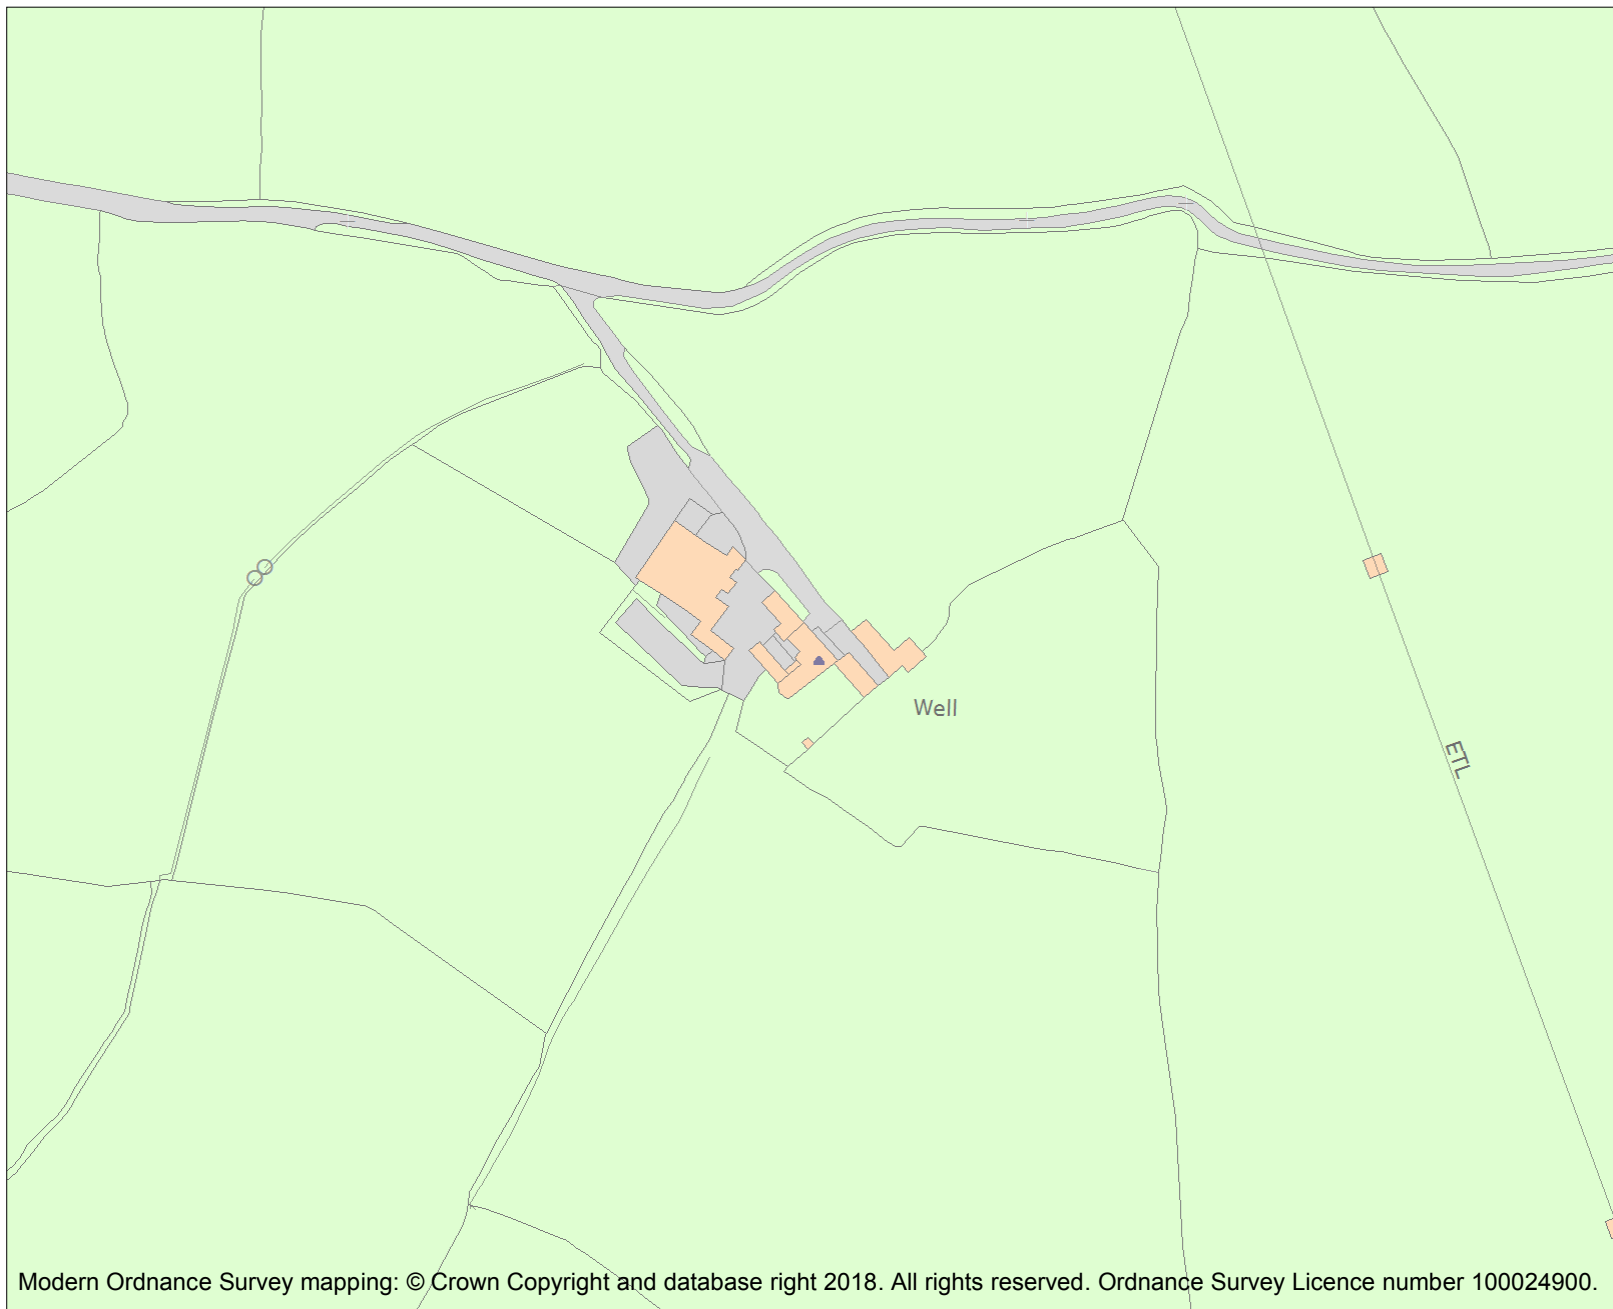 Well
ETL
Modern Ordnance Survey mapping: © Crown Copyright and database right 2018. All rights reserved. Ordnance Survey Licence number 100024900.